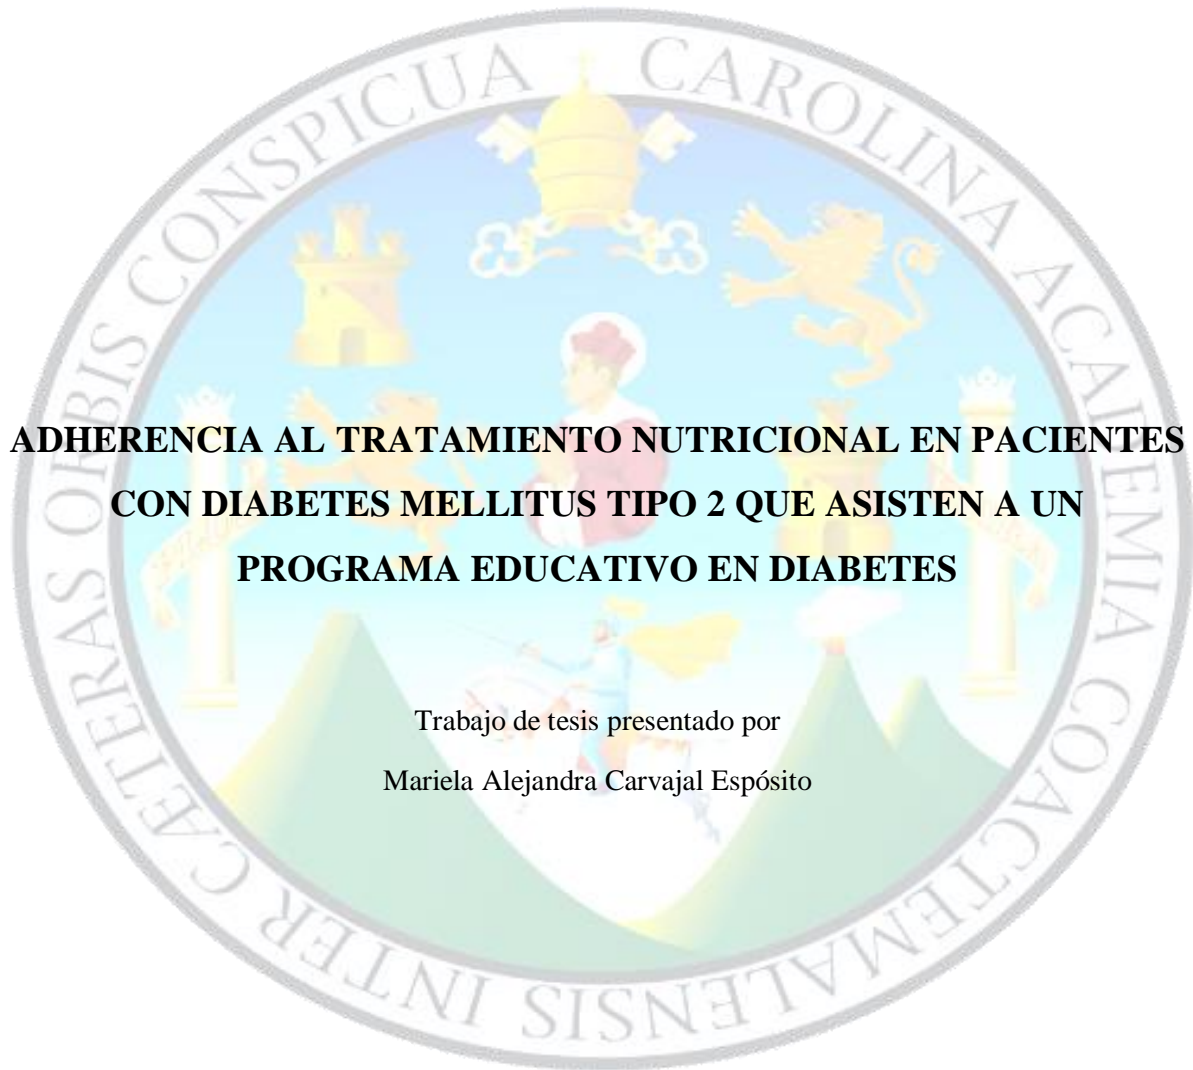 CAETERAS ORBIS CONSPICUA CAROLINA ACADEMIA COACTEMALENSIS INTER
ADHERENCIA AL TRATAMIENTO NUTRICIONAL EN PACIENTES
CON DIABETES MELLITUS TIPO 2 QUE ASISTEN A UN
PROGRAMA EDUCATIVO EN DIABETES
Trabajo de tesis presentado por
Mariela Alejandra Carvajal Espósito